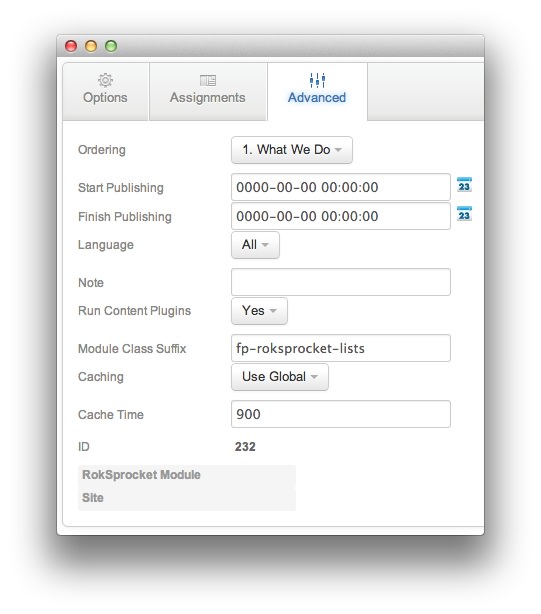 Options Assignments Advanced
Ordering 1. What We Do
Start Publishing 0000-00-00 00:00:00 23
Finish Publishing 0000-00-00 00:00:00 23
Language All
Note
Run Content Plugins Yes
Module Class Suffix fp-roksprocket-lists
Caching Use Global
Cache Time 900
ID 232
RokSprocket Module
Site